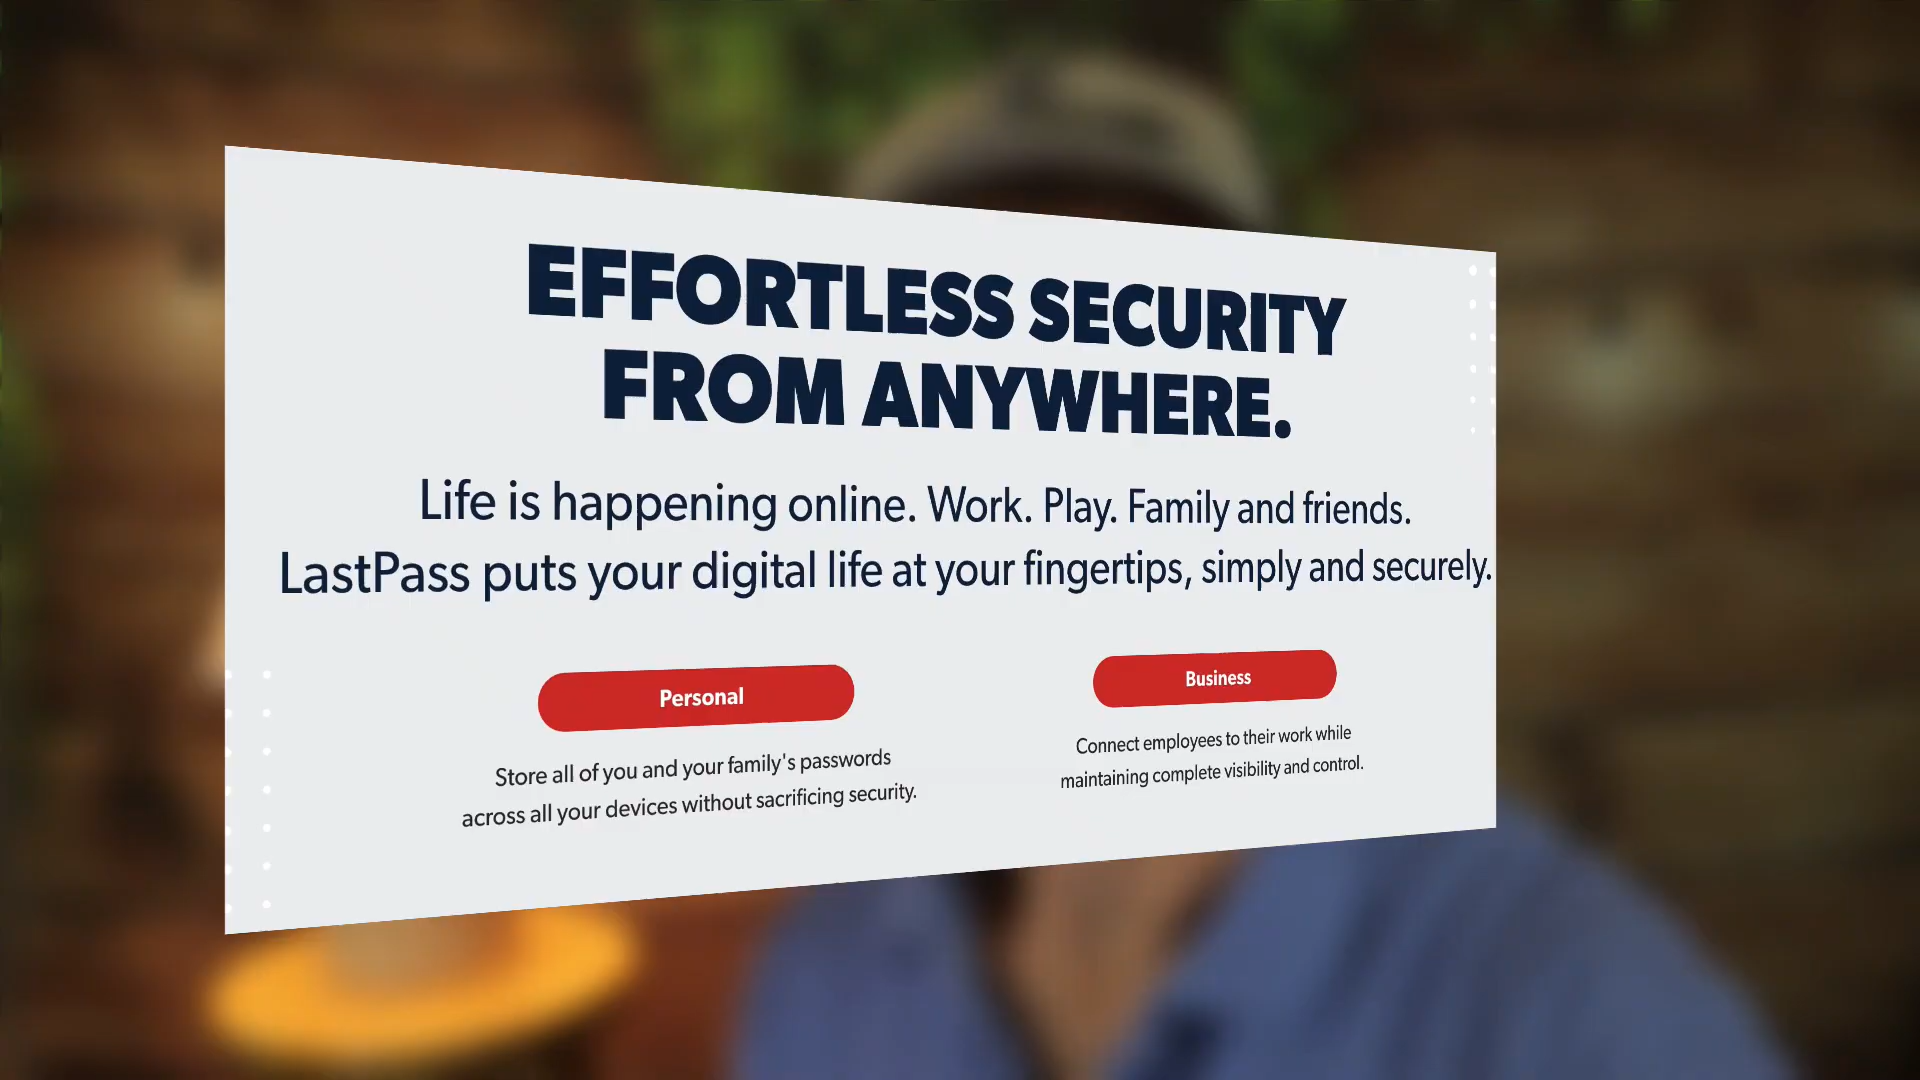 EFFORTLESS SECURITY
FROM ANYWHERE.
Life is happening online. Work. Play. Family and friends.
LastPass puts your digital life at your fingertips, simply and securely.
Personal
Store all of you and your family's passwords
across all your devices without sacrificing security.
Business
Connect employees to their work while
maintaining complete visibility and control.